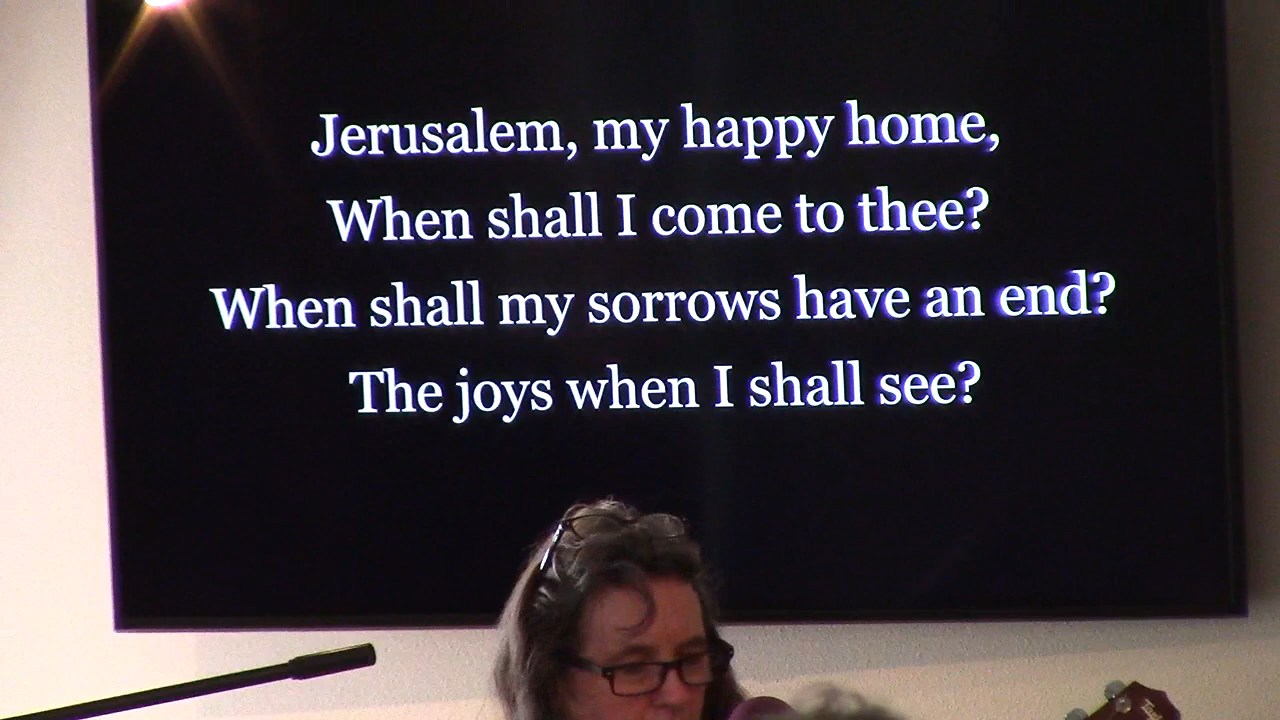 Jerusalem, my happy home,
When shall I come to thee?
When shall my sorrows have an end?
The joys when I shall see?